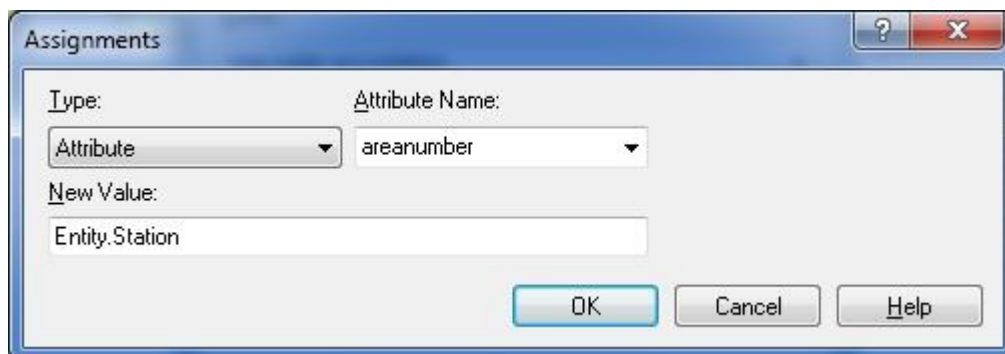 Assignments
Type: Attribute Name:
Attribute areanumber
New Value:
Entity.Station
OK Cancel Help